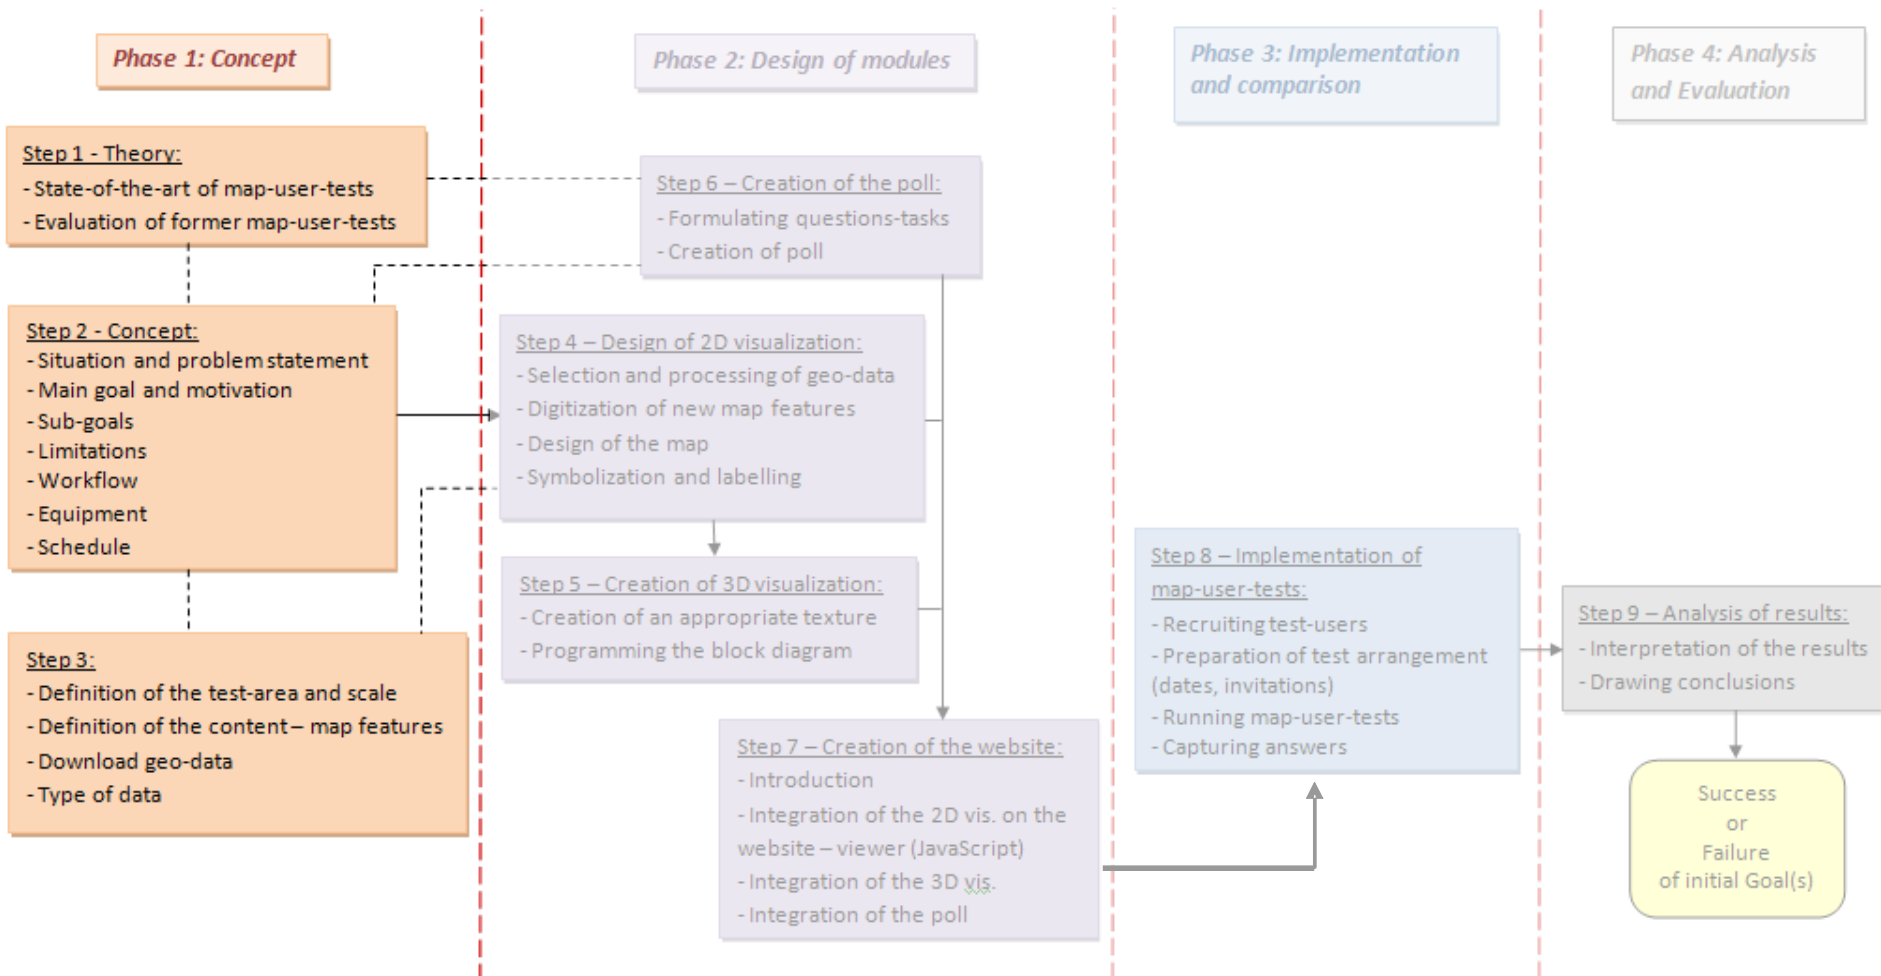 Phase 1: Concept
Step 1 - Theory:
- State-of-the-art of map-user-tests
- Evaluation of former map-user-tests
Step 2 - Concept:
- Situation and problem statement
- Main goal and motivation
- Sub-goals
- Limitations
- Workflow
- Equipment
- Schedule
Step 3:
- Definition of the test-area and scale
- Definition of the content – map features
- Download geo-data
- Type of data
Phase 2: Design of modules
Step 6 – Creation of the poll:
- Formulating questions-tasks
- Creation of poll
Step 4 – Design of 2D visualization:
- Selection and processing of geo-data
- Digitization of new map features
- Design of the map
- Symbolization and labelling
Step 5 – Creation of 3D visualization:
- Creation of an appropriate texture
- Programming the block diagram
Step 7 – Creation of the website:
- Introduction
- Integration of the 2D vis. on the
website – viewer (JavaScript)
- Integration of the 3D vis.
- Integration of the poll
Phase 3: Implementation
and comparison
Step 8 – Implementation of
map-user-tests:
- Recruiting test-users
- Preparation of test arrangement
(dates, invitations)
- Running map-user-tests
- Capturing answers
Phase 4: Analysis
and Evaluation
Step 9 – Analysis of results:
- Interpretation of the results
- Drawing conclusions
Success
or
Failure
of initial Goal(s)